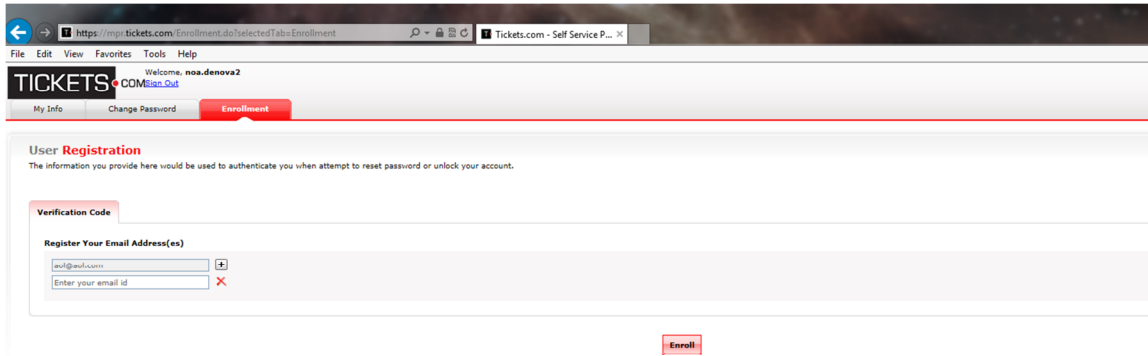 https://mpr.tickets.com/Enrollment.do?selectedTab=Enrollment
Tickets.com - Self Service P...
File Edit View Favorites Tools Help
Welcome, noa.denova2
TICKETS.COM Sign Out
My Info Change Password Enrollment
User Registration
The information you provide here would be used to authenticate you when attempt to reset password or unlock your account.
Verification Code
Register Your Email Address(es)
aol@aol.com
Enter your email id
Enroll